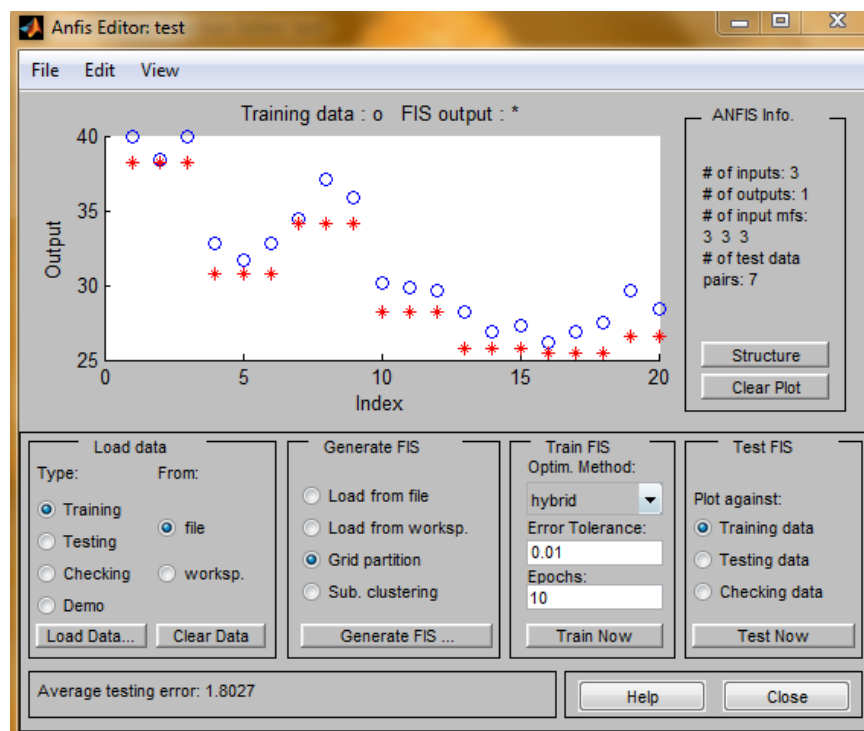 Anfis Editor: test
File Edit View
Training data : o FIS output : *
40
35
30
25
Output
0 5 10 15 20
Index
ANFIS Info.
# of inputs: 3
# of outputs: 1
# of input mfs:
3 3 3
# of test data
pairs: 7
Structure
Clear Plot
Load data
Type: From:
Training
Testing
Checking
Demo
file
worksp.
Load Data...
Clear Data
Generate FIS
Load from file
Load from worksp.
Grid partition
Sub. clustering
Generate FIS ...
Train FIS
Optim. Method:
hybrid
Error Tolerance:
0.01
Epochs:
10
Train Now
Test FIS
Plot against:
Training data
Testing data
Checking data
Test Now
Average testing error: 1.8027
Help
Close